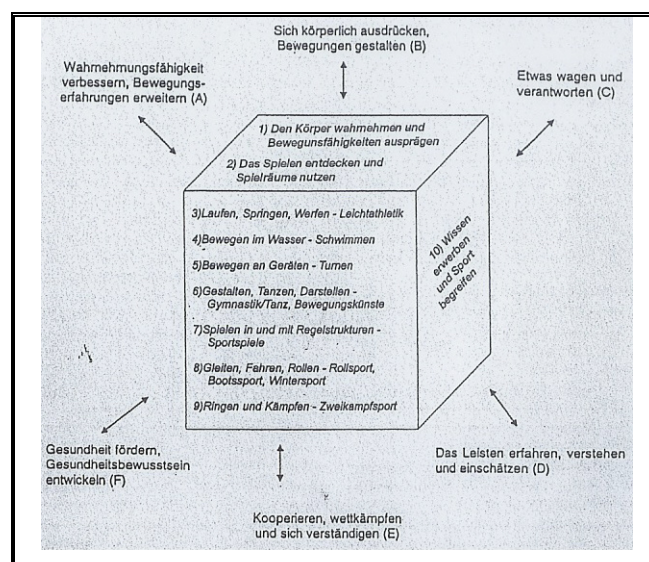 Sich körperlich ausdrücken,
Bewegungen gestalten (B)
Wahrnehmungsfähigkeit
verbessern, Bewegungs-
erfahrungen erweitern (A)
Etwas wagen und
verantworten (C)
1) Den Körper wahrnehmen und
Bewegunsfähigkeiten ausprägen
2) Das Spielen entdecken und
Spielräume nutzen
3)Laufen, Springen, Werfen - Leichtathletik
4)Bewegen im Wasser - Schwimmen
5)Bewegen an Geräten - Turnen
6)Gestalten, Tanzen, Darstellen -
Gymnastik/Tanz, Bewegungskünste
7)Spielen in und mit Regelstrukturen -
Sportspiele
8)Gleiten, Fahren, Rollen - Rollsport,
Bootssport, Wintersport
9)Ringen und Kämpfen - Zweikampfsport
10) Wissen
erwerben
und Sport
begreifen
Gesundheit fördern,
Gesundheitsbewusstsein
entwickeln (F)
Das Leisten erfahren, verstehen
und einschätzen (D)
Kooperieren, wettkämpfen
und sich verständigen (E)